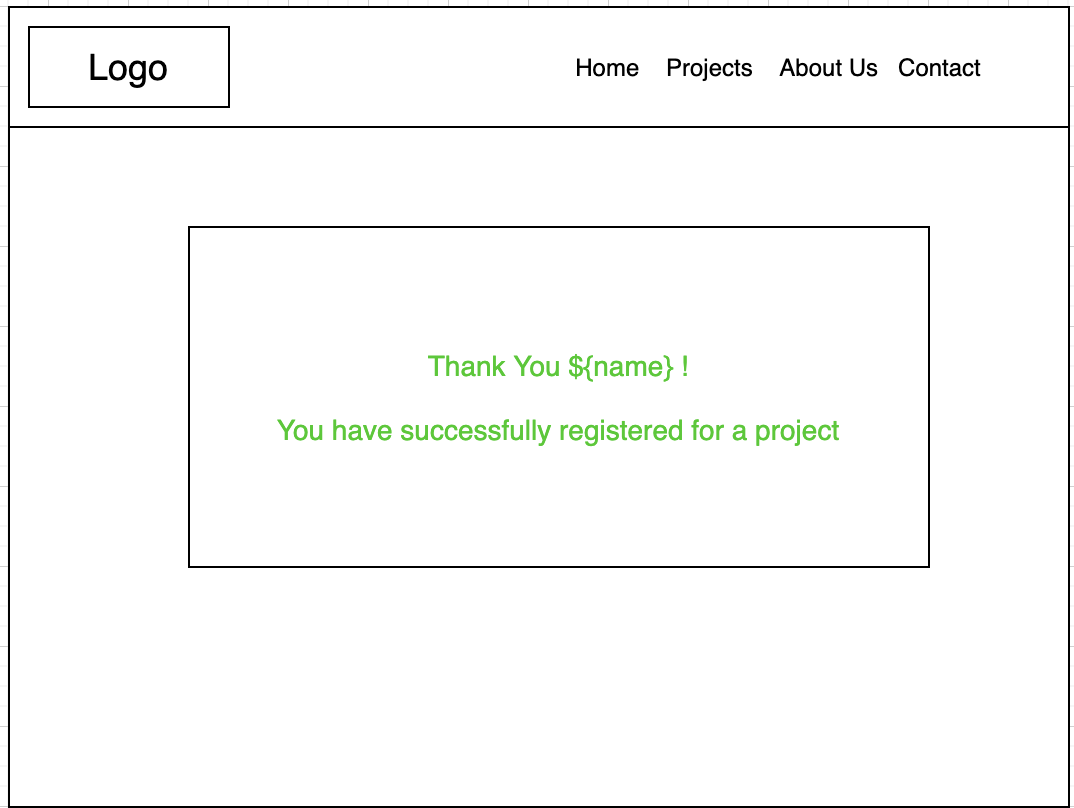 Logo
Home Projects About Us Contact
Thank You ${name} !
You have successfully registered for a project